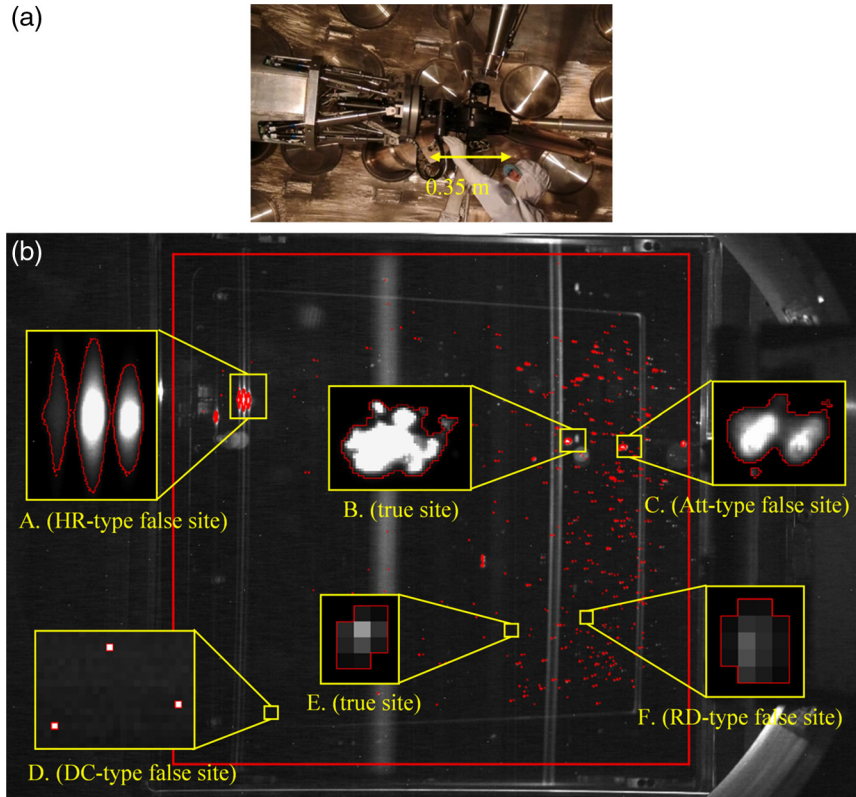 (a)
0.35 m
(b)
A. (HR-type false site)
B. (true site)
C. (Att-type false site)
D. (DC-type false site)
E. (true site)
F. (RD-type false site)